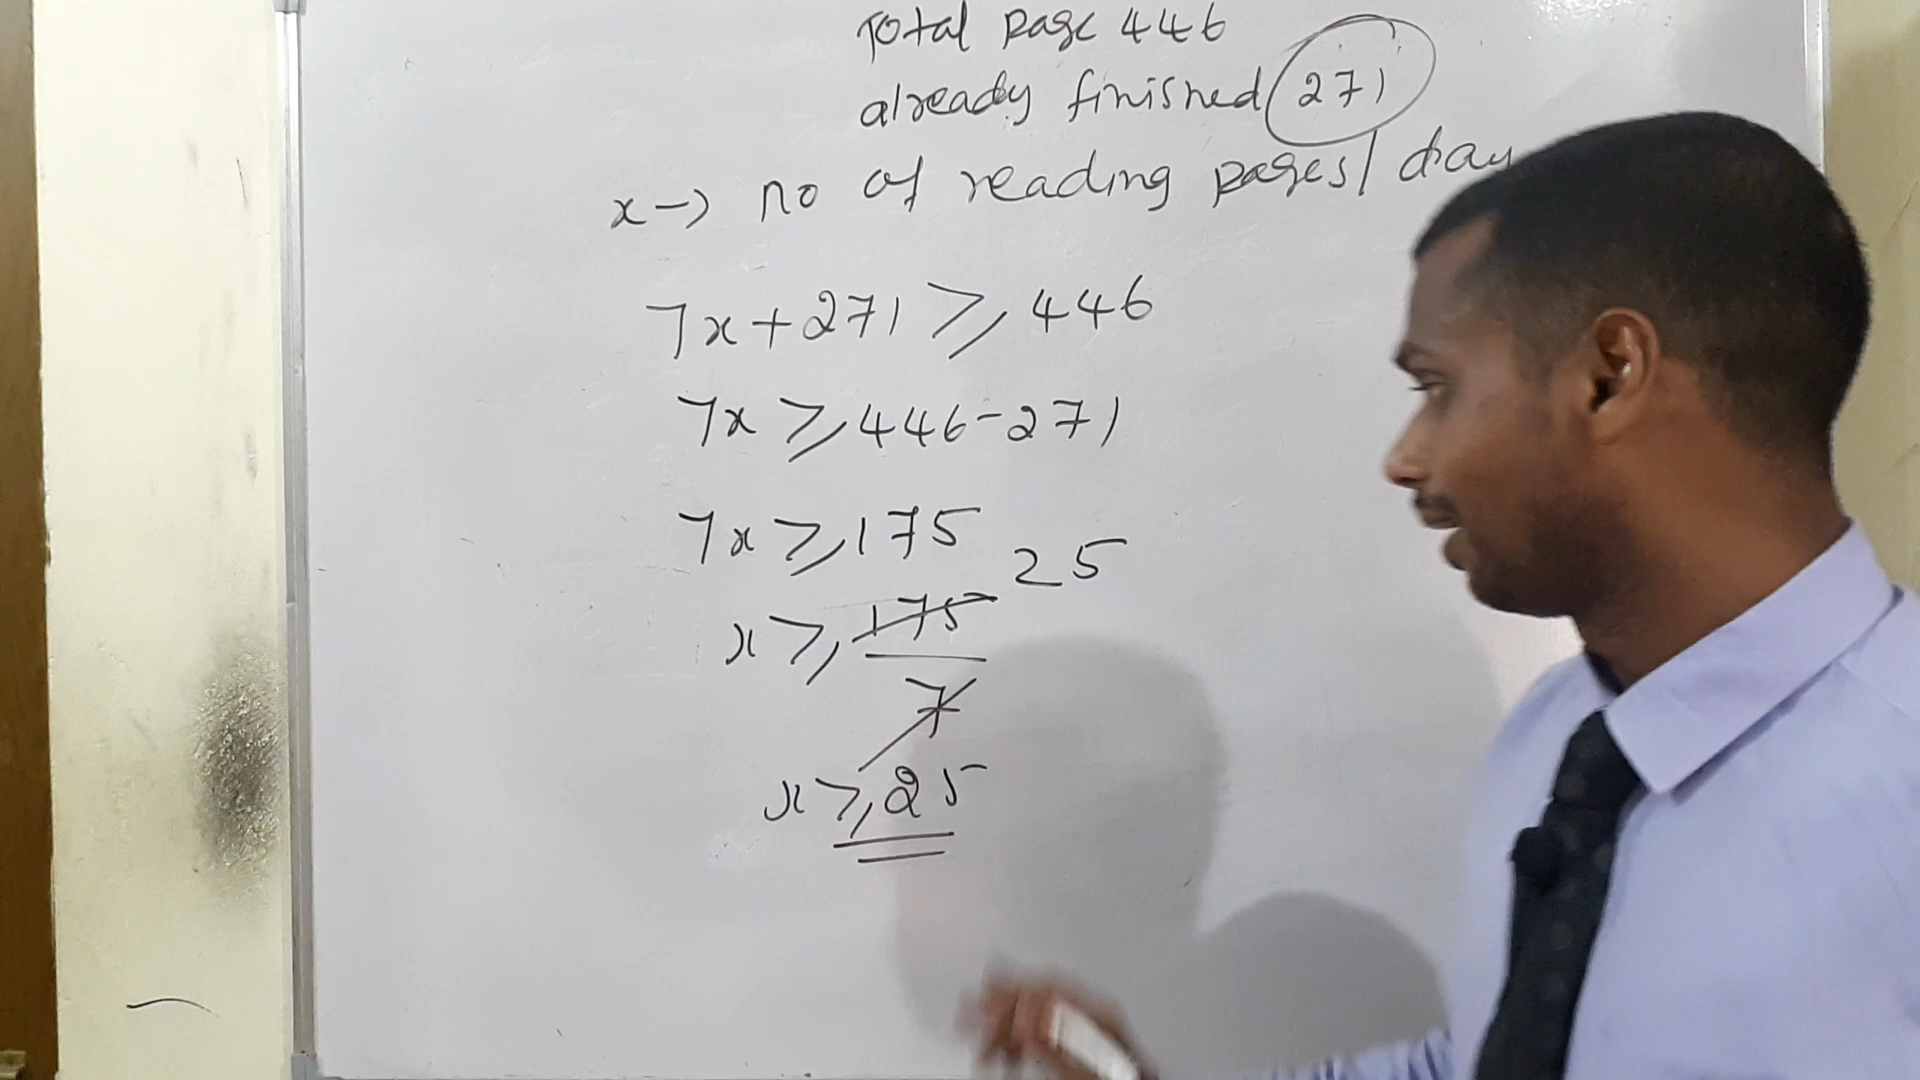 Total page 446
already finished 271
x → no of reading pages/day
7x + 271 ⩾ 446
7x ⩾ 446 - 271
7x ⩾ 175
25
x ⩾ 175
7
x ⩾ 25